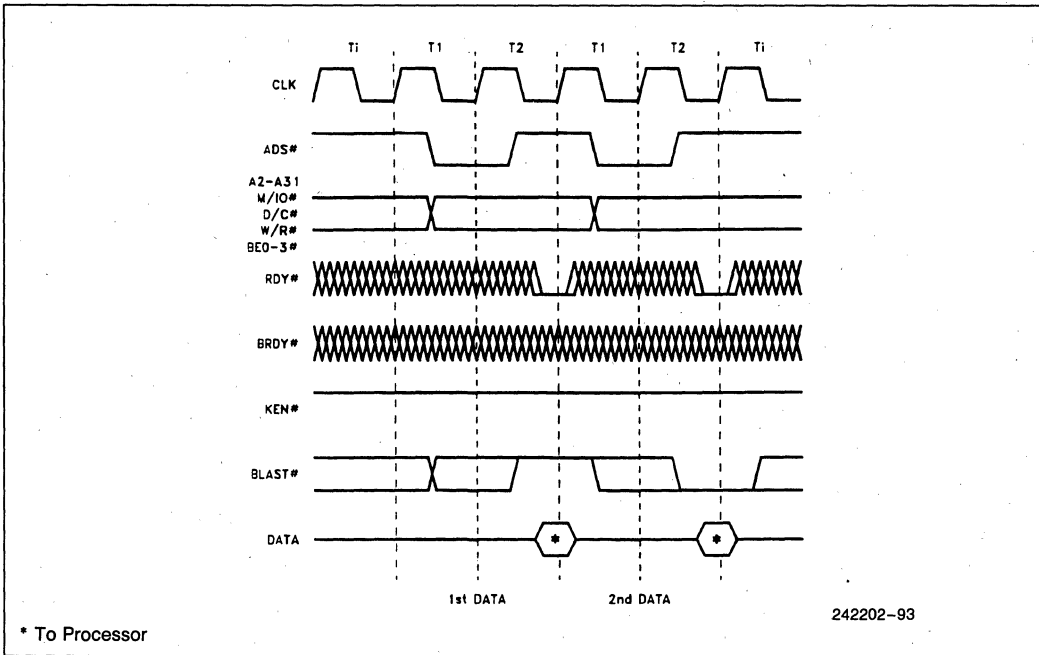 Ti T1 T2 T1 T2 Ti
CLK
ADS#
A2-A31
M/IO#
D/C#
W/R#
BE0-3#
RDY#
BRDY#
KEN#
BLAST#
DATA * *
1st DATA 2nd DATA
242202-93
* To Processor